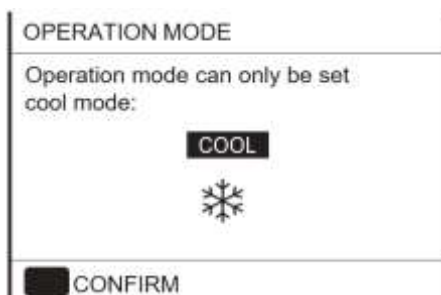 OPERATION MODE
Operation mode can only be set
cool mode:
COOL
CONFIRM